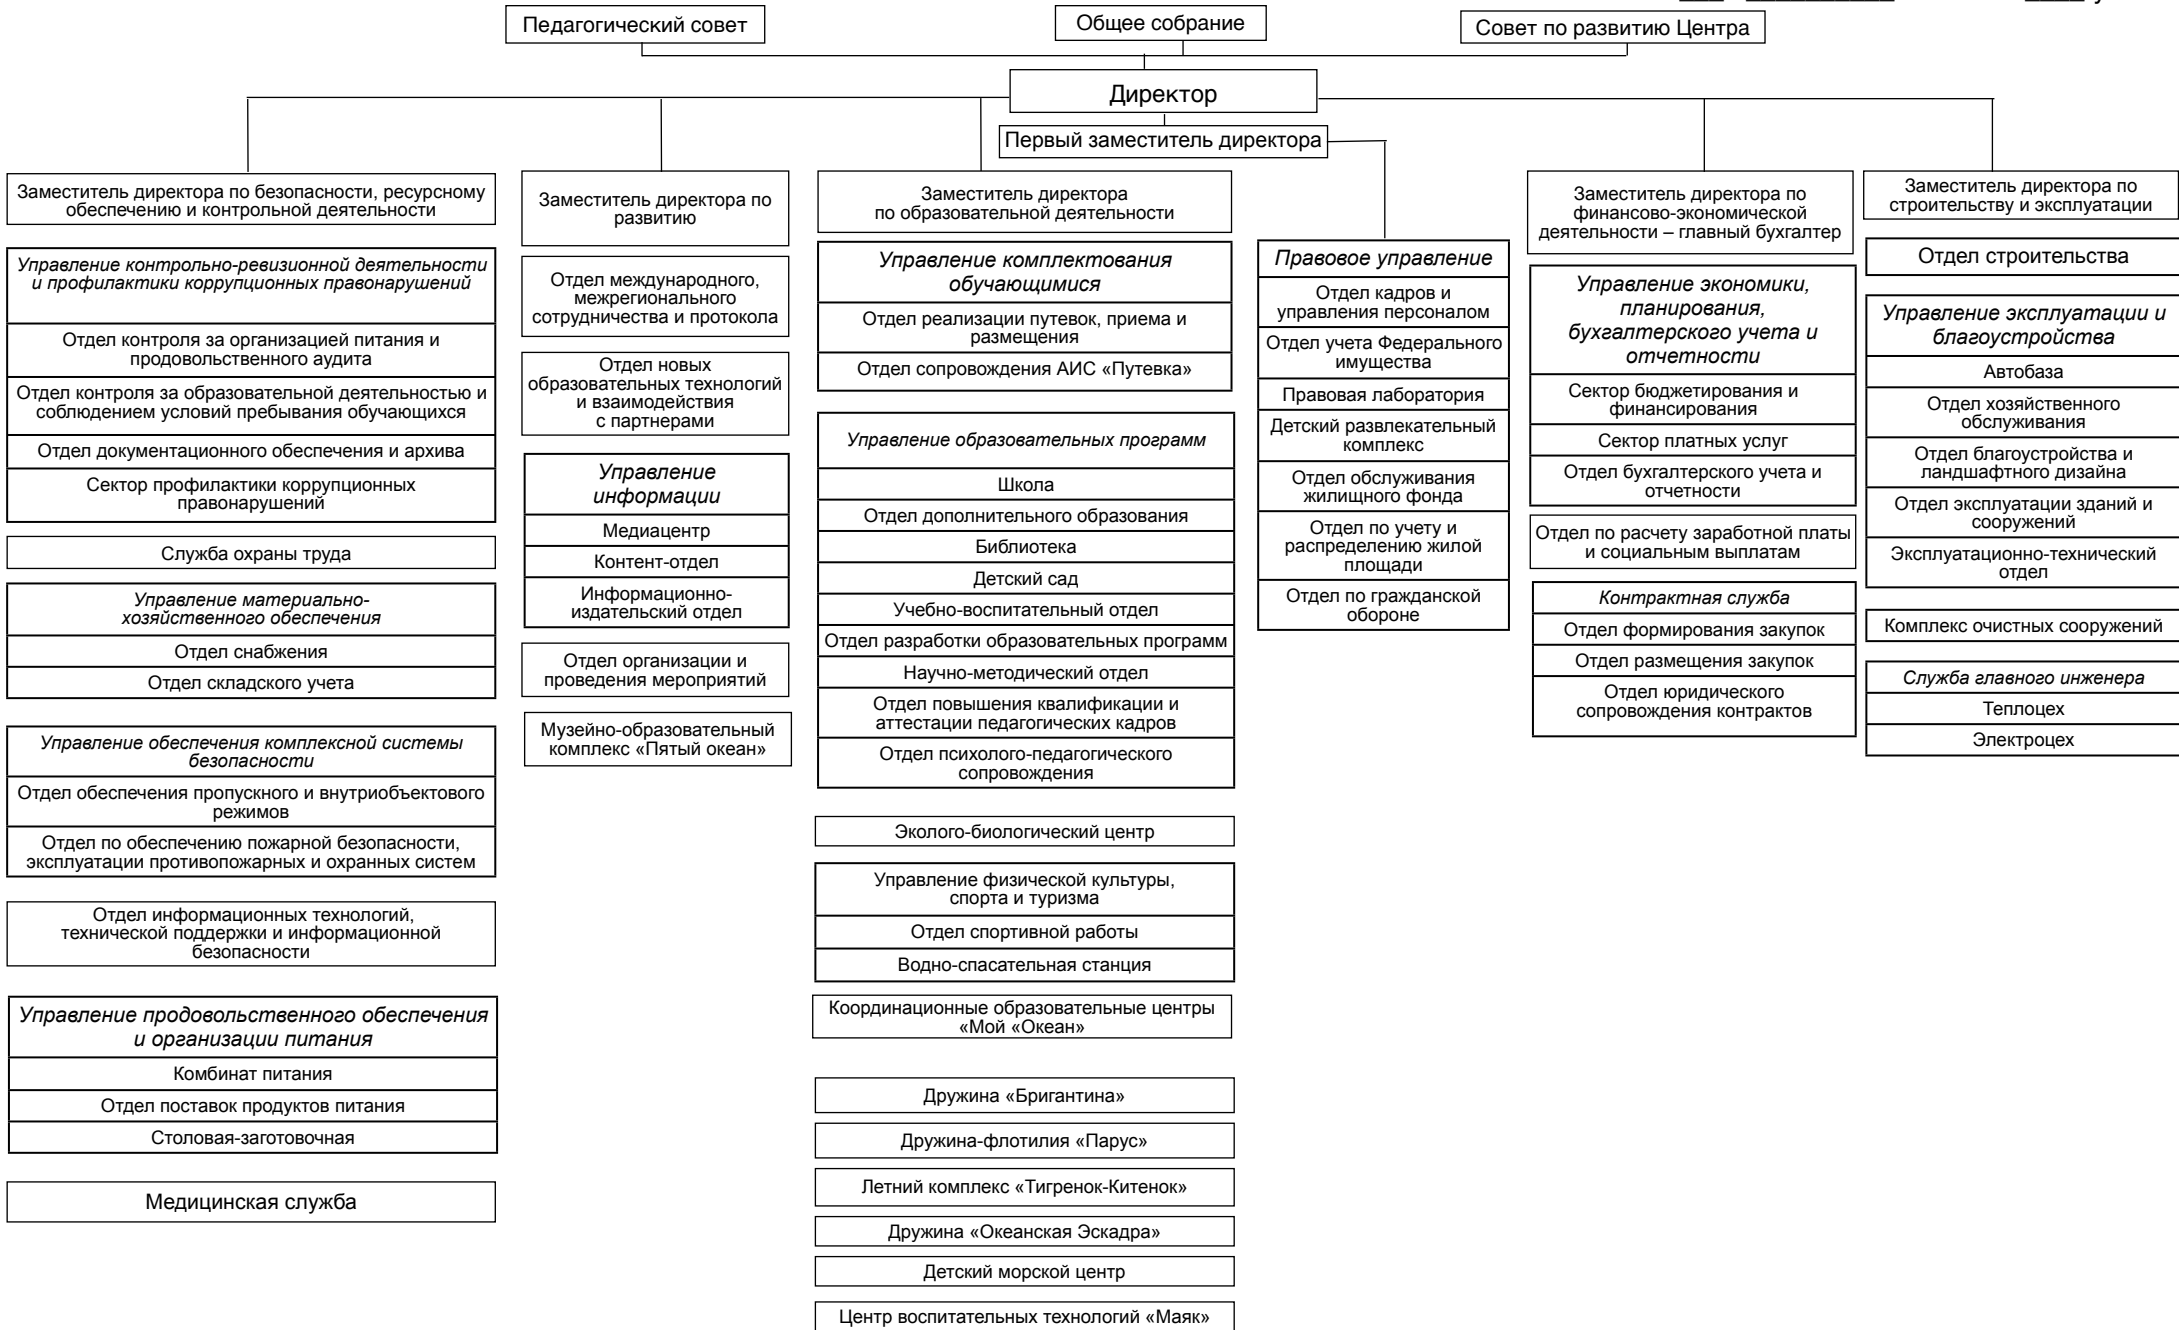 Педагогический совет
Общее собрание
Совет по развитию Центра
Директор
Первый заместитель директора
Заместитель директора по безопасности, ресурсному
обеспечению и контрольной деятельности
Управление контрольно-ревизионной деятельности
и профилактики коррупционных правонарушений
Отдел контроля за организацией питания и
продовольственного аудита
Отдел контроля за образовательной деятельностью и
соблюдением условий пребывания обучающихся
Отдел документационного обеспечения и архива
Сектор профилактики коррупционных
правонарушений
Служба охраны труда
Управление материально-
хозяйственного обеспечения
Отдел снабжения
Отдел складского учета
Управление обеспечения комплексной системы
безопасности
Отдел обеспечения пропускного и внутриобъектового
режимов
Отдел по обеспечению пожарной безопасности,
эксплуатации противопожарных и охранных систем
Отдел информационных технологий,
технической поддержки и информационной
безопасности
Управление продовольственного обеспечения
и организации питания
Комбинат питания
Отдел поставок продуктов питания
Столовая-заготовочная
Медицинская служба
Заместитель директора по
развитию
Отдел международного,
межрегионального
сотрудничества и протокола
Отдел новых
образовательных технологий
и взаимодействия
с партнерами
Управление
информации
Медиацентр
Контент-отдел
Информационно-
издательский отдел
Отдел организации и
проведения мероприятий
Музейно-образовательный
комплекс «Пятый океан»
Заместитель директора
по образовательной деятельности
Управление комплектования
обучающимися
Отдел реализации путевок, приема и
размещения
Отдел сопровождения АИС «Путевка»
Управление образовательных программ
Школа
Отдел дополнительного образования
Библиотека
Детский сад
Учебно-воспитательный отдел
Отдел разработки образовательных программ
Научно-методический отдел
Отдел повышения квалификации и
аттестации педагогических кадров
Отдел психолого-педагогического
сопровождения
Эколого-биологический центр
Управление физической культуры,
спорта и туризма
Отдел спортивной работы
Водно-спасательная станция
Координационные образовательные центры
«Мой «Океан»
Дружина «Бригантина»
Дружина-флотилия «Парус»
Летний комплекс «Тигренок-Китенок»
Дружина «Океанская Эскадра»
Детский морской центр
Центр воспитательных технологий «Маяк»
Правовое управление
Отдел кадров и
управления персоналом
Отдел учета Федерального
имущества
Правовая лаборатория
Детский развлекательный
комплекс
Отдел обслуживания
жилищного фонда
Отдел по учету и
распределению жилой
площади
Отдел по гражданской
обороне
Заместитель директора по
финансово-экономической
деятельности – главный бухгалтер
Управление экономики,
планирования,
бухгалтерского учета и
отчетности
Сектор бюджетирования и
финансирования
Сектор платных услуг
Отдел бухгалтерского учета и
отчетности
Отдел по расчету заработной платы
и социальным выплатам
Контрактная служба
Отдел формирования закупок
Отдел размещения закупок
Отдел юридического
сопровождения контрактов
Заместитель директора по
строительству и эксплуатации
Отдел строительства
Управление эксплуатации и
благоустройства
Автобаза
Отдел хозяйственного
обслуживания
Отдел благоустройства и
ландшафтного дизайна
Отдел эксплуатации зданий и
сооружений
Эксплуатационно-технический
отдел
Комплекс очистных сооружений
Служба главного инженера
Теплоцех
Электроцех